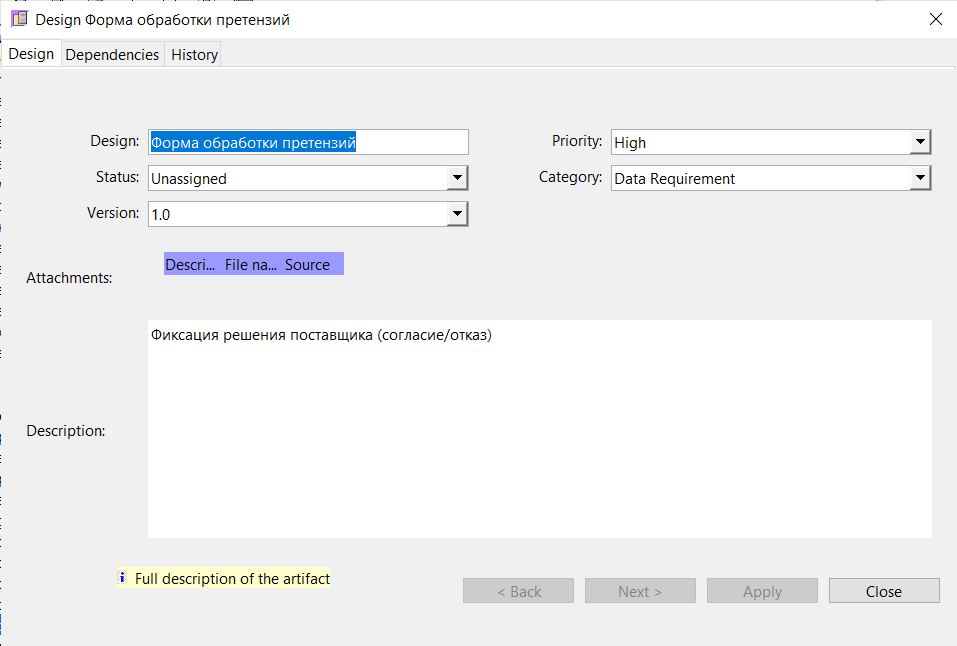 Design Форма обработки претензий
Design Dependencies History
Design: Форма обработки претензий Priority: High
Status: Unassigned Category: Data Requirement
Version: 1.0
Attachments: Descri... File na... Source
Фиксация решения поставщика (согласие/отказ)
Description:
Full description of the artifact
< Back Next > Apply Close